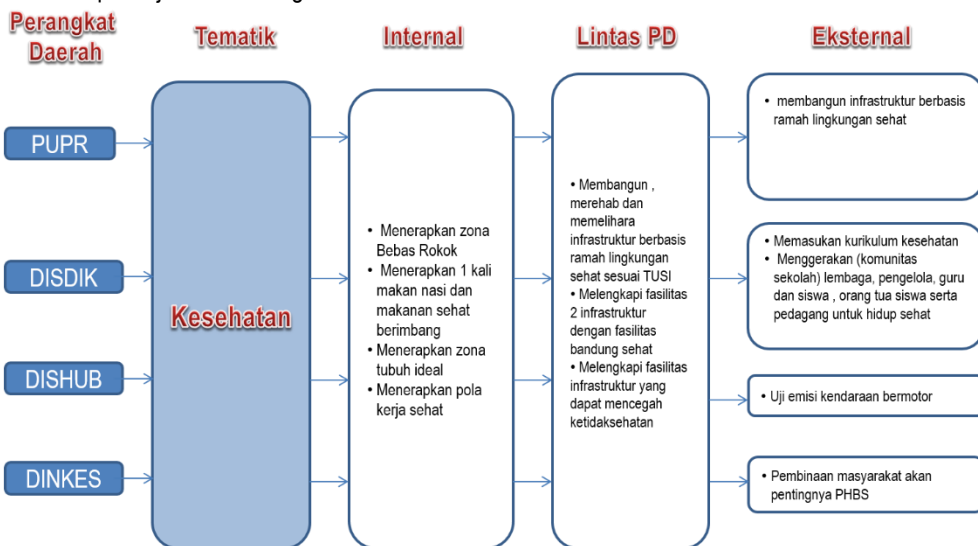 Perangkat
Daerah
Tematik
Internal
Lintas PD
Eksternal
PUPR
DISDIK
DISHUB
DINKES
Kesehatan
• Menerapkan zona
Bebas Rokok
• Menerapkan 1 kali
makan nasi dan
makanan sehat
berimbang
• Menerapkan zona
tubuh ideal
• Menerapkan pola
kerja sehat
• Membangun ,
merehab dan
memelihara
infrastruktur berbasis
ramah lingkungan
sehat sesuai TUSI
• Melengkapi fasilitas
2 infrastruktur
dengan fasilitas
bandung sehat
• Melengkapi fasilitas
infrastruktur yang
dapat mencegah
ketidaksehatan
• membangun infrastruktur berbasis
ramah lingkungan sehat
• Memasukan kurikulum kesehatan
• Menggerakan (komunitas
sekolah) lembaga, pengelola, guru
dan siswa , orang tua siswa serta
pedagang untuk hidup sehat
• Uji emisi kendaraan bermotor
• Pembinaan masyarakat akan
pentingnya PHBS